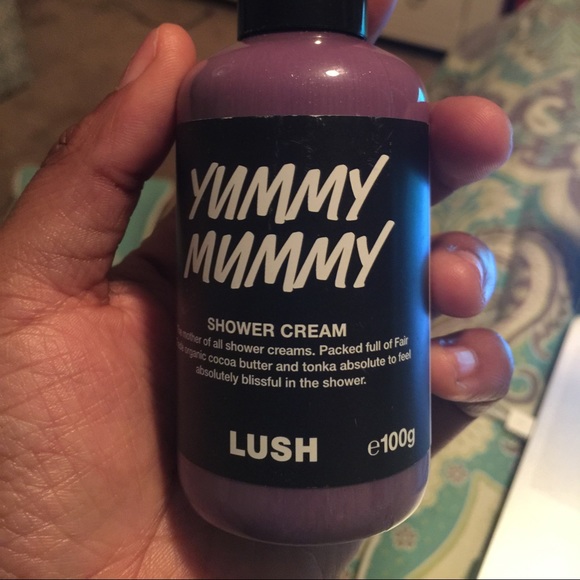 YUMMY
MUMMY
SHOWER CREAM
mother of all shower creams. Packed full of Fair
organic cocoa butter and tonka absolute to feel
absolutely blissful in the shower.
LUSH ℮100g